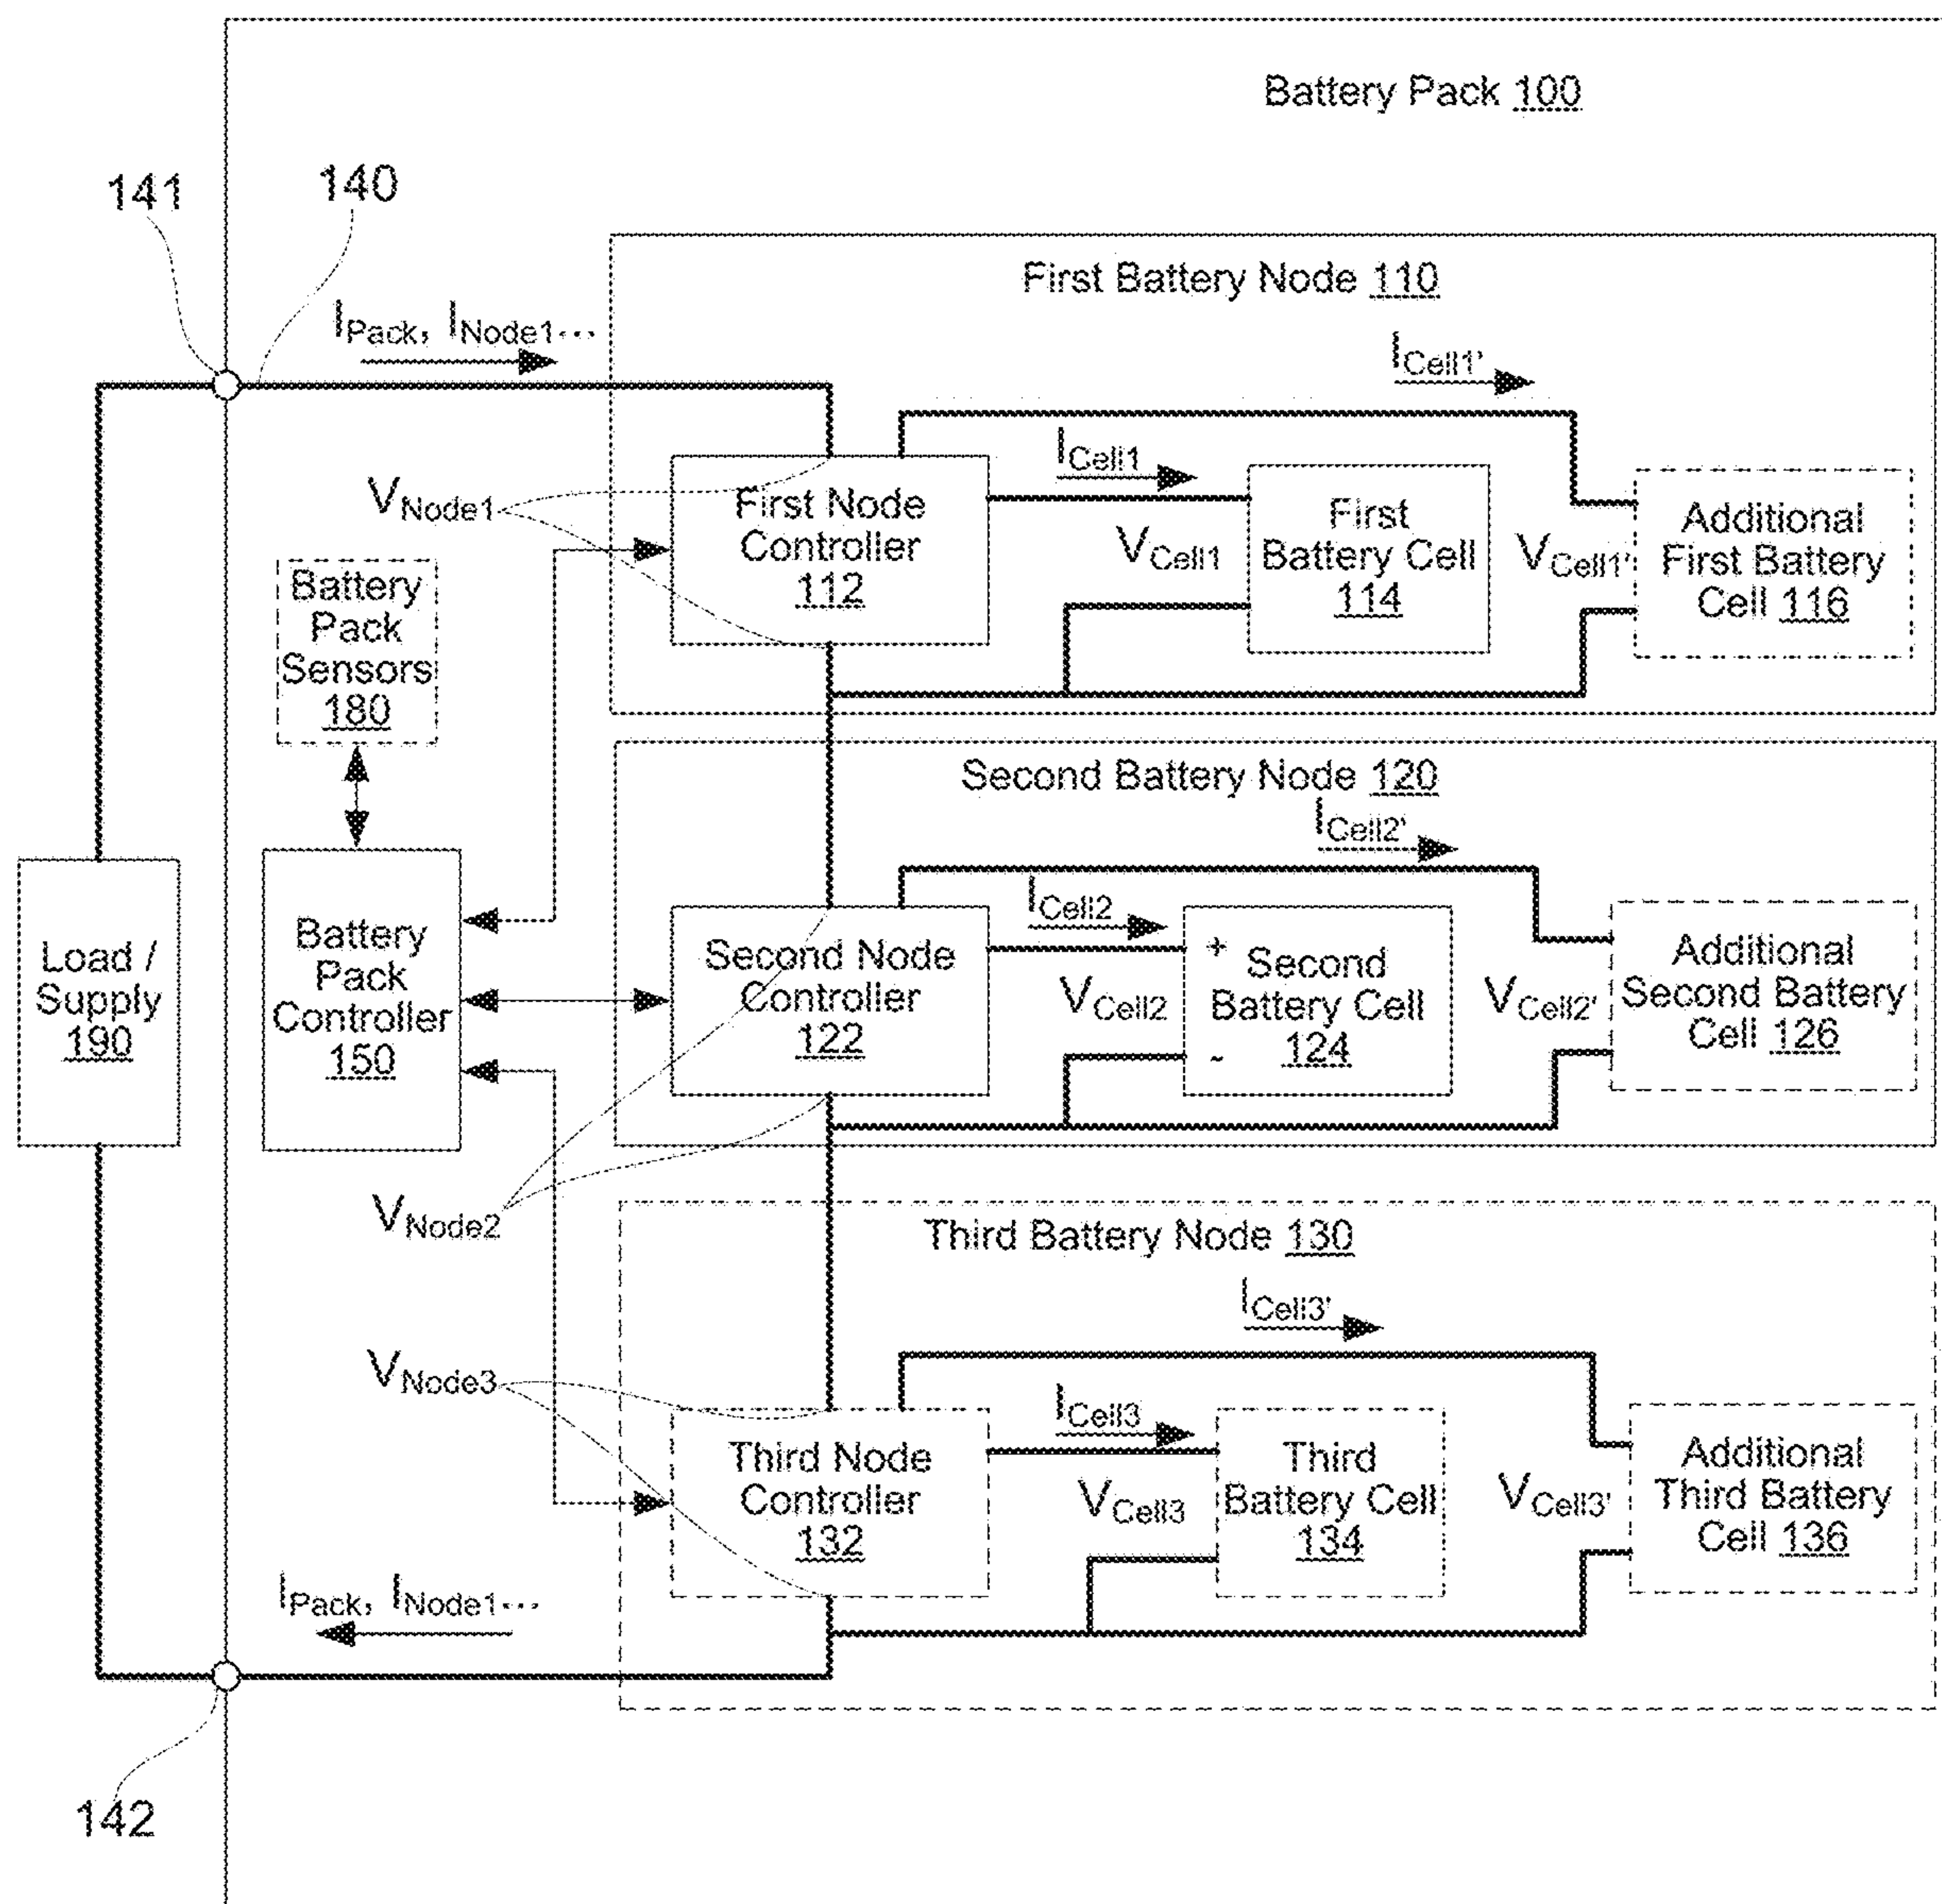 Battery Pack 100
141
140
First Battery Node 110
IPack, INode1...
ICell1'
ICell1
VNode1
First Node
Controller
112
VCell1
First
Battery Cell
114
VCell1'
Additional
First Battery
Cell 116
Battery
Pack
Sensors
180
Second Battery Node 120
ICell2'
ICell2
Load /
Supply
190
Battery
Pack
Controller
150
Second Node
Controller
122
VCell2
+
Second
Battery Cell
124
-
VCell2'
Additional
Second Battery
Cell 126
VNode2
Third Battery Node 130
ICell3'
VNode3
ICell3
Third Node
Controller
132
VCell3
Third
Battery Cell
134
VCell3'
Additional
Third Battery
Cell 136
IPack, INode1...
142